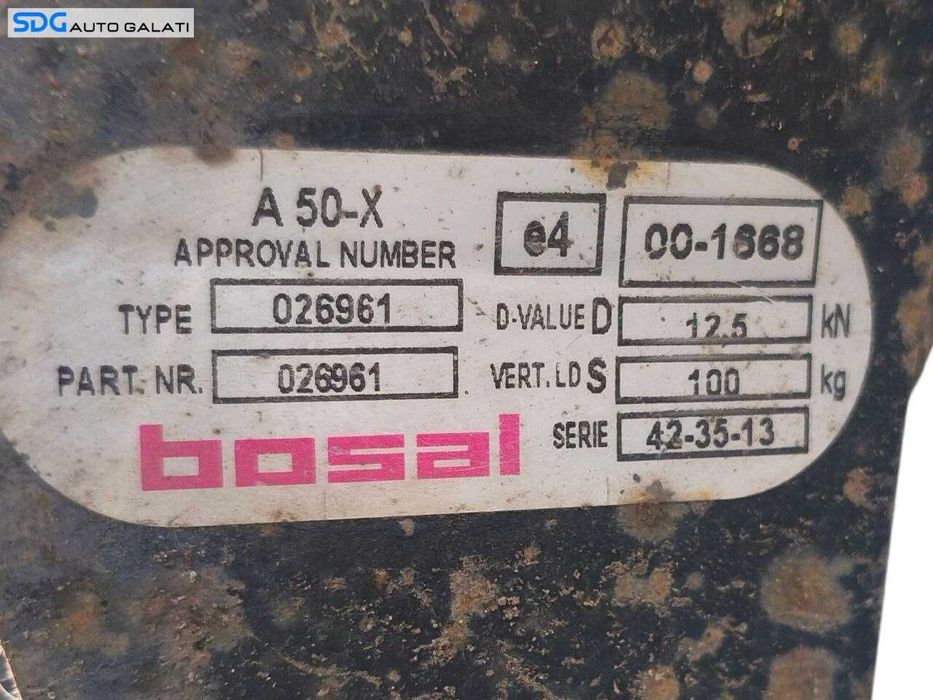 SDG AUTO GALATI
A 50-X
APPROVAL NUMBER e4 00-1668
TYPE 026961
D-VALUE D 12.5 kN
PART. NR. 026961
VERT. LD S 100 kg
bosal
SERIE 42-35-13